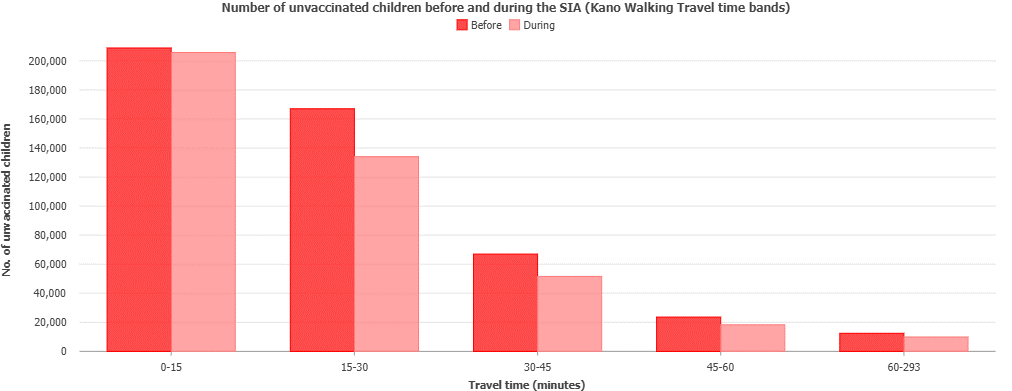 Number of unvaccinated children before and during the SIA (Kano Walking Travel time bands)
Before During
No. of unvaccinated children
200,000
180,000
160,000
140,000
120,000
100,000
80,000
60,000
40,000
20,000
0
0-15 15-30 30-45 45-60 60-293
Travel time (minutes)